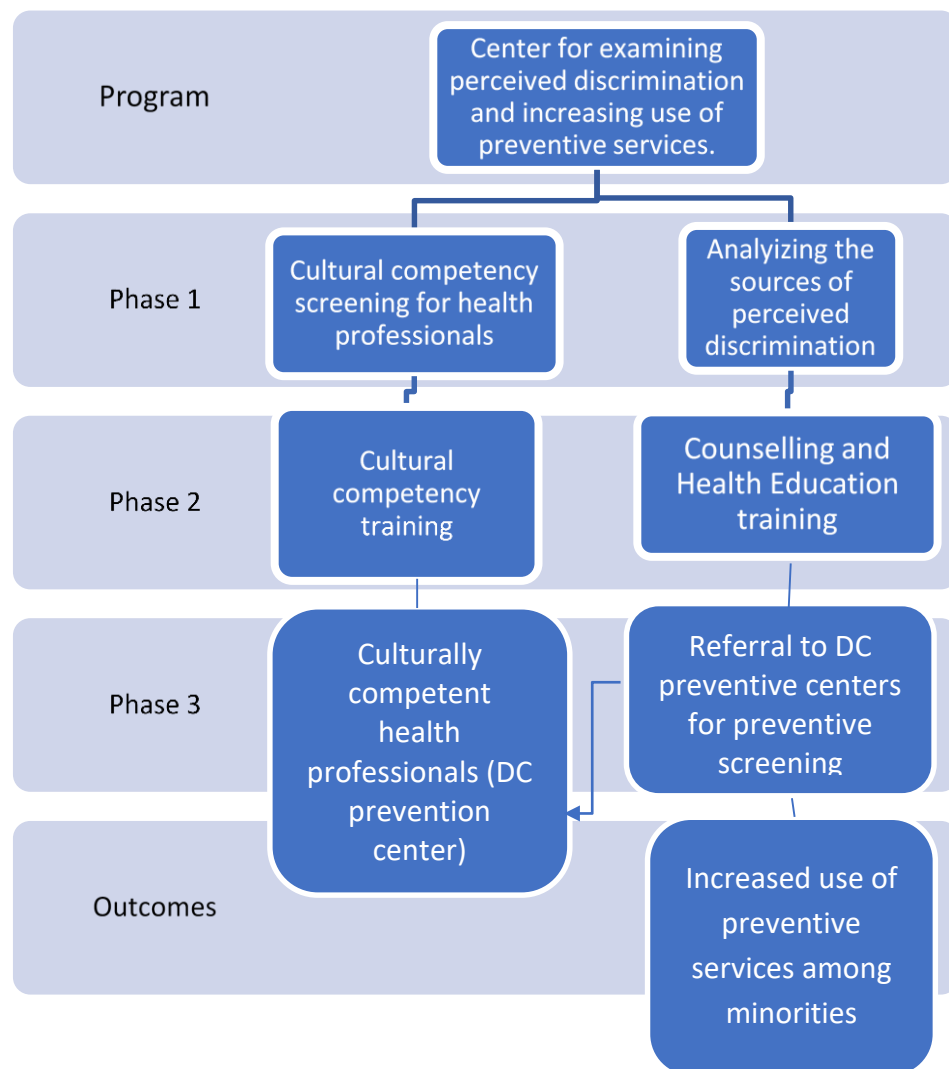 Program
Center for examining
perceived discrimination
and increasing use of
preventive services.
Phase 1
Cultural competency
screening for health
professionals
Analyizing the
sources of
perceived
discrimination
Phase 2
Cultural
competency
training
Counselling and
Health Education
training
Phase 3
Culturally
competent
health
professionals (DC
prevention
center)
Referral to DC
preventive centers
for preventive
screening
Outcomes
Increased use of
preventive
services among
minorities